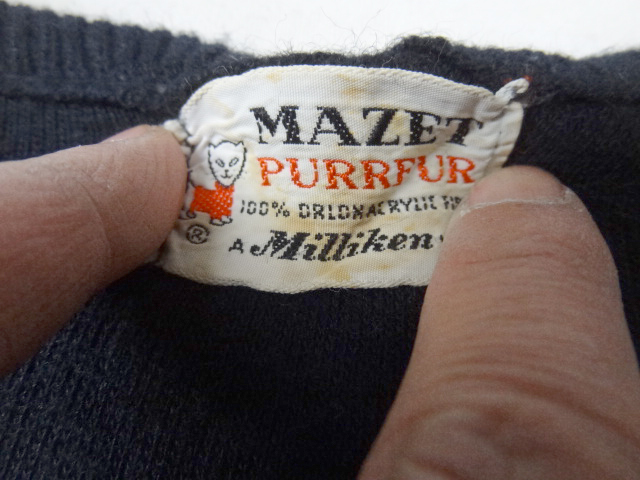 MAZET
PURRFUR
100% ORLON ACRYLIC
® A Milliken